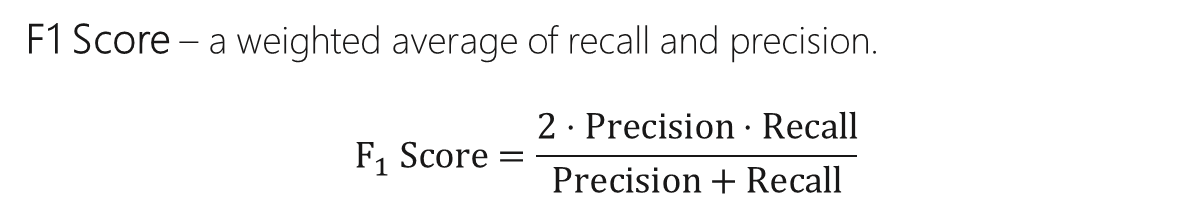 F1 Score – a weighted average of recall and precision.
F₁ Score = (2 · Precision · Recall) / (Precision + Recall)